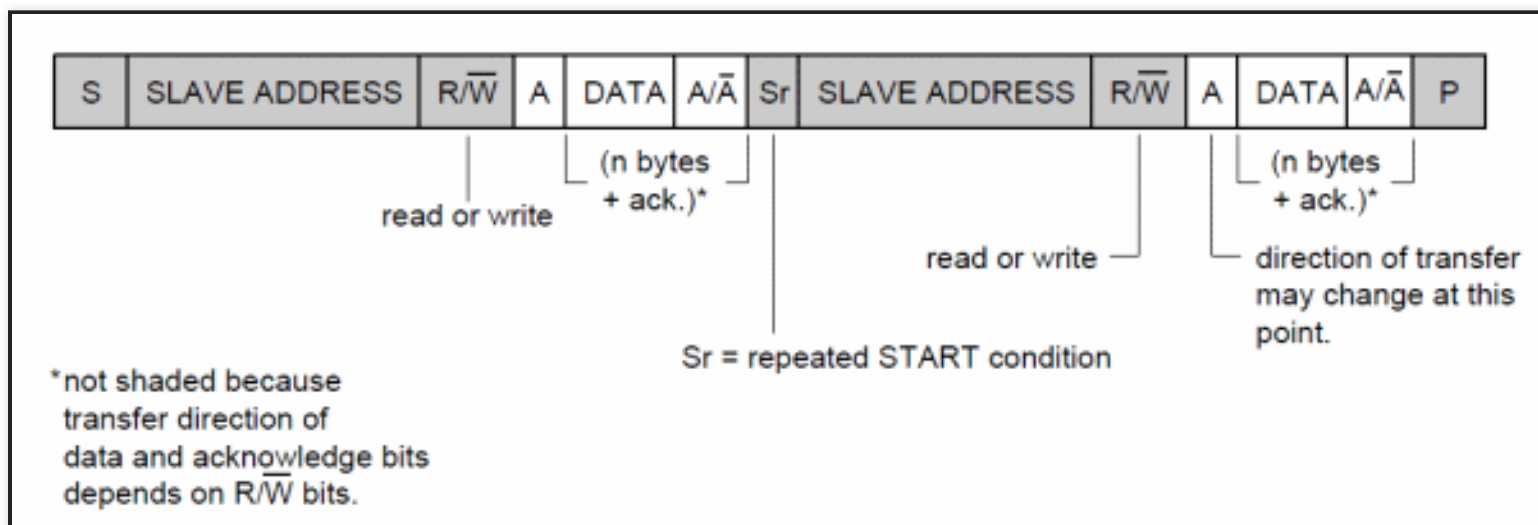 S SLAVE ADDRESS R/W̅ A DATA A/A̅ Sr SLAVE ADDRESS R/W̅ A DATA A/A̅ P
(n bytes
+ ack.)*
(n bytes
+ ack.)*
read or write
read or write
direction of transfer
may change at this
point.
Sr = repeated START condition
*not shaded because
transfer direction of
data and acknowledge bits
depends on R/W̅ bits.